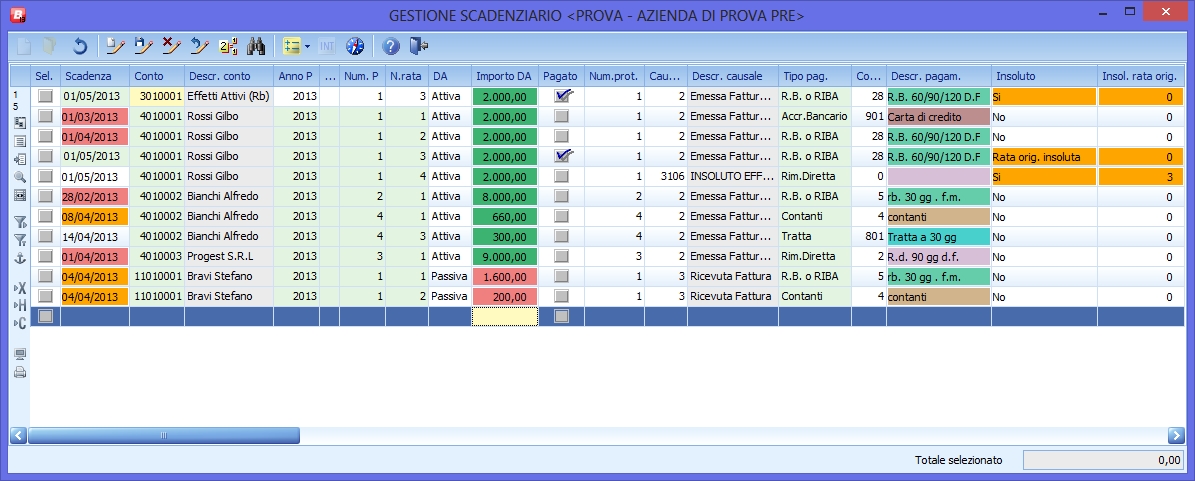 GESTIONE SCADENZIARIO <PROVA - AZIENDA DI PROVA PRE>
Sel. Scadenza Conto Descr. conto Anno P ... Num. P N.rata DA Importo DA Pagato Num.prot. Cau... Descr. causale Tipo pag. Co... Descr. pagam. Insoluto Insol. rata orig.
01/05/2013 3010001 Effetti Attivi (Rb) 2013 1 3 Attiva 2.000,00 1 2 Emessa Fattur... R.B. o RIBA 28 R.B. 60/90/120 D.F Si 0
01/03/2013 4010001 Rossi Gilbo 2013 1 1 Attiva 2.000,00 1 2 Emessa Fattur... Accr.Bancario 901 Carta di credito No 0
01/04/2013 4010001 Rossi Gilbo 2013 1 2 Attiva 2.000,00 1 2 Emessa Fattur... R.B. o RIBA 28 R.B. 60/90/120 D.F No 0
01/05/2013 4010001 Rossi Gilbo 2013 1 3 Attiva 2.000,00 1 2 Emessa Fattur... R.B. o RIBA 28 R.B. 60/90/120 D.F Rata orig. insoluta 0
01/05/2013 4010001 Rossi Gilbo 2013 1 4 Attiva 2.000,00 1 3106 INSOLUTO EFF... Rim.Diretta 0 Si 3
28/02/2013 4010002 Bianchi Alfredo 2013 2 1 Attiva 8.000,00 2 2 Emessa Fattur... R.B. o RIBA 5 rb. 30 gg . f.m. No 0
08/04/2013 4010002 Bianchi Alfredo 2013 4 1 Attiva 660,00 4 2 Emessa Fattur... Contanti 4 contanti No 0
14/04/2013 4010002 Bianchi Alfredo 2013 4 3 Attiva 300,00 4 2 Emessa Fattur... Tratta 801 Tratta a 30 gg No 0
01/04/2013 4010003 Progest S.R.L 2013 3 1 Attiva 9.000,00 3 2 Emessa Fattur... Rim.Diretta 2 R.d. 90 gg d.f. No 0
04/04/2013 11010001 Bravi Stefano 2013 1 1 Passiva 1.600,00 1 3 Ricevuta Fattura R.B. o RIBA 5 rb. 30 gg . f.m. No 0
04/04/2013 11010001 Bravi Stefano 2013 1 2 Passiva 200,00 1 3 Ricevuta Fattura Contanti 4 contanti No 0
Totale selezionato 0,00